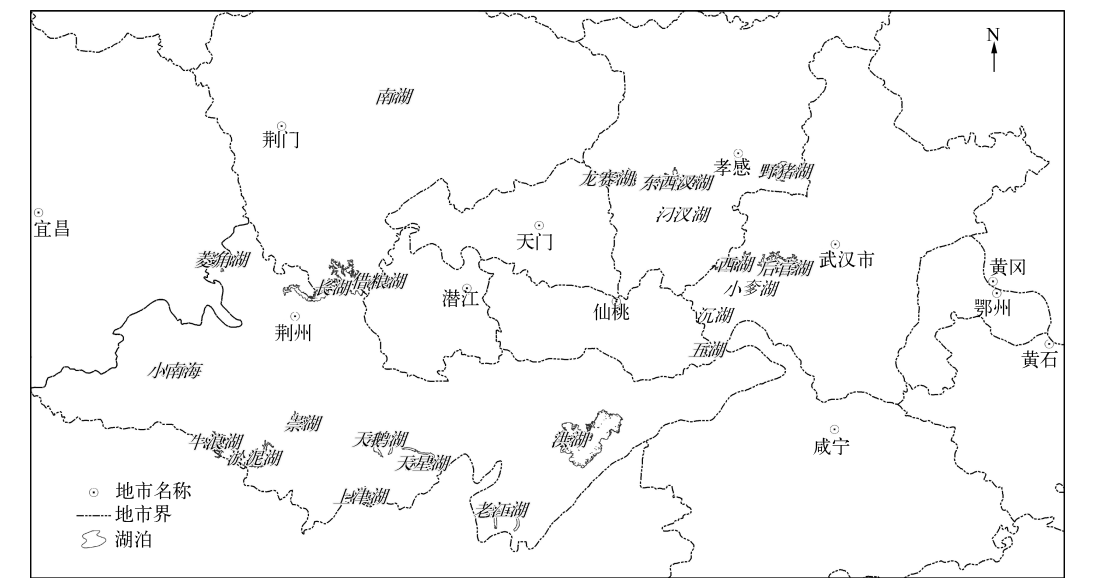 N
南湖
荆门
孝感
野猪湖
龙赛湖
东西汊湖
刁汊湖
宜昌
天门
菱角湖
西湖
后官湖
武汉市
黄冈
长湖
借粮湖
小奓湖
潜江
鄂州
仙桃
沉湖
荆州
五湖
黄石
小南海
崇湖
牛浪湖
淤泥湖
天鹅湖
洪湖
咸宁
天星湖
上津湖
老江湖
地市名称
地市界
湖泊